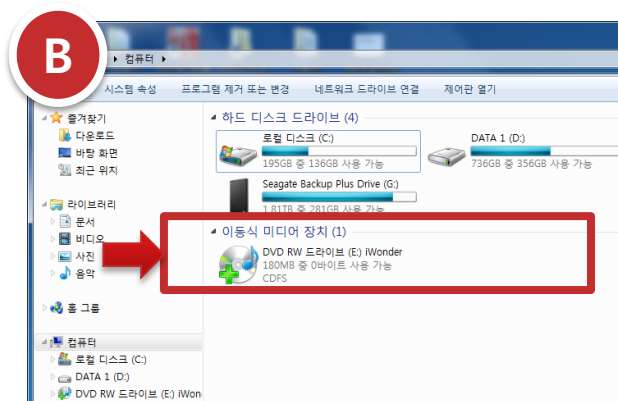 B
컴퓨터
시스템 속성 프로그램 제거 또는 변경 네트워크 드라이브 연결 제어판 열기
즐겨찾기
다운로드
바탕 화면
최근 위치
라이브러리
문서
비디오
사진
음악
홈 그룹
컴퓨터
로컬 디스크 (C:)
DATA 1 (D:)
DVD RW 드라이브 (E:) iWon
하드 디스크 드라이브 (4)
로컬 디스크 (C:)
195GB 중 136GB 사용 가능
DATA 1 (D:)
736GB 중 356GB 사용 가능
Seagate Backup Plus Drive (G:)
1.81TB 중 281GB 사용 가능
이동식 미디어 장치 (1)
DVD RW 드라이브 (E:) iWonder
180MB 중 0바이트 사용 가능
CDFS